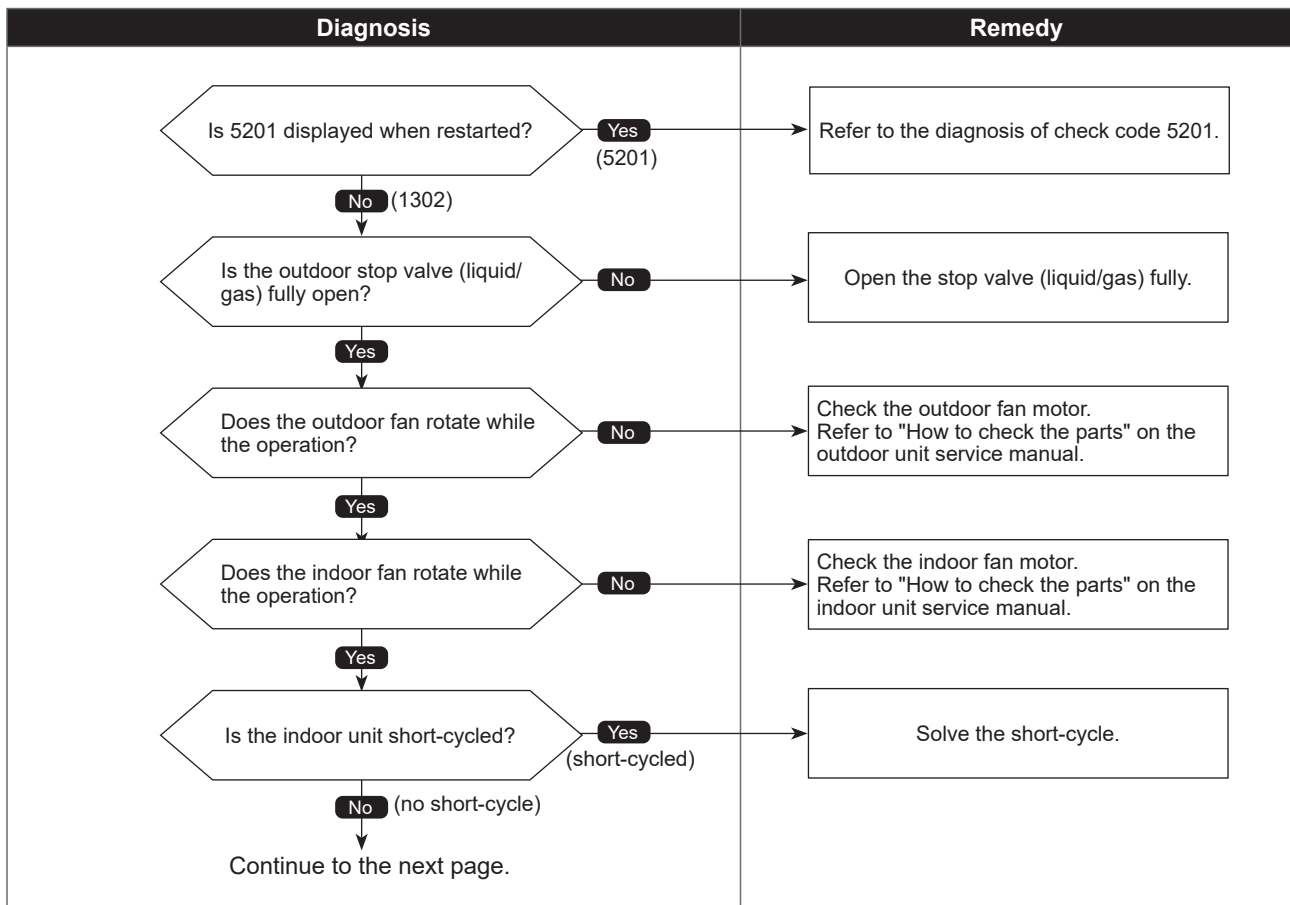 Diagnosis
Remedy
Is 5201 displayed when restarted?
Yes
(5201)
Refer to the diagnosis of check code 5201.
No (1302)
Is the outdoor stop valve (liquid/
gas) fully open?
No
Open the stop valve (liquid/gas) fully.
Yes
Does the outdoor fan rotate while
the operation?
No
Check the outdoor fan motor.
Refer to "How to check the parts" on the
outdoor unit service manual.
Yes
Does the indoor fan rotate while
the operation?
No
Check the indoor fan motor.
Refer to "How to check the parts" on the
indoor unit service manual.
Yes
Is the indoor unit short-cycled?
Yes
(short-cycled)
Solve the short-cycle.
No (no short-cycle)
Continue to the next page.